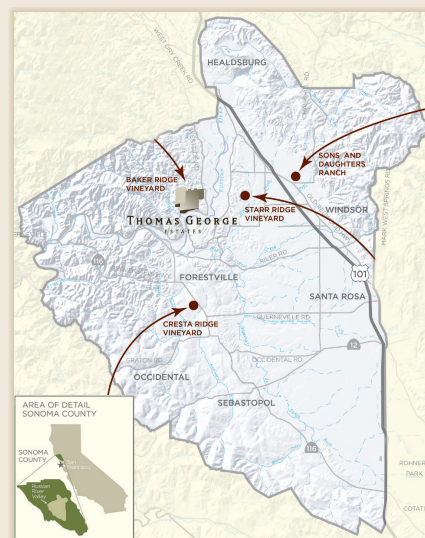 WEST DRY CREEK RD
HEALDSBURG
RD
SONS AND
DAUGHTERS
RANCH
BAKER RIDGE
VINEYARD
THOMAS GEORGE
ESTATES
STARR RIDGE
VINEYARD
WINDSOR
MARK WEST SPRINGS RD
RIVER RD
116
101
FORESTVILLE
SANTA ROSA
CRESTA RIDGE
VINEYARD
GUERNEVILLE RD
12
GRATON RD
OCCIDENTAL RD
OCCIDENTAL
SEBASTOPOL
116
ROHNERT
PARK
COTATI
AREA OF DETAIL
SONOMA COUNTY
SONOMA
COUNTY
San
Francisco
Russian
River
Valley